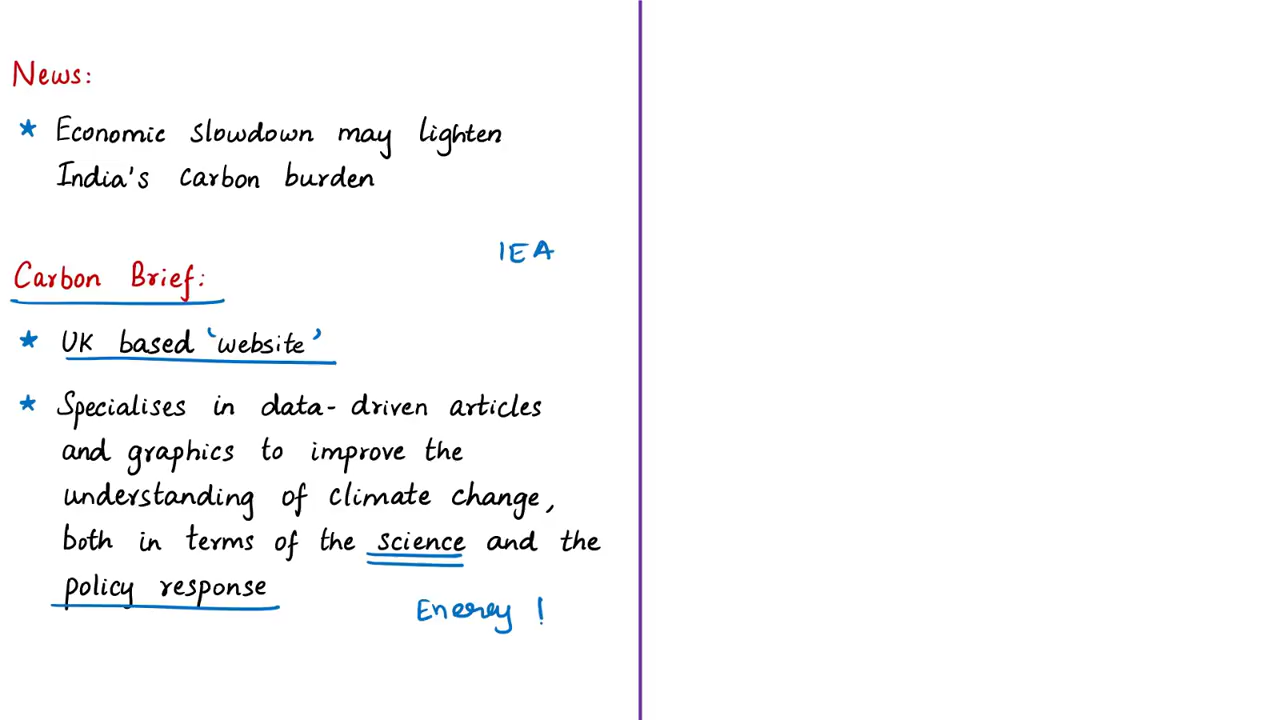 News:
★ Economic slowdown may lighten
India's carbon burden
IEA
Carbon Brief:
★ UK based 'website'
★ Specialises in data-driven articles
and graphics to improve the
understanding of climate change,
both in terms of the science and the
policy response
Energy !